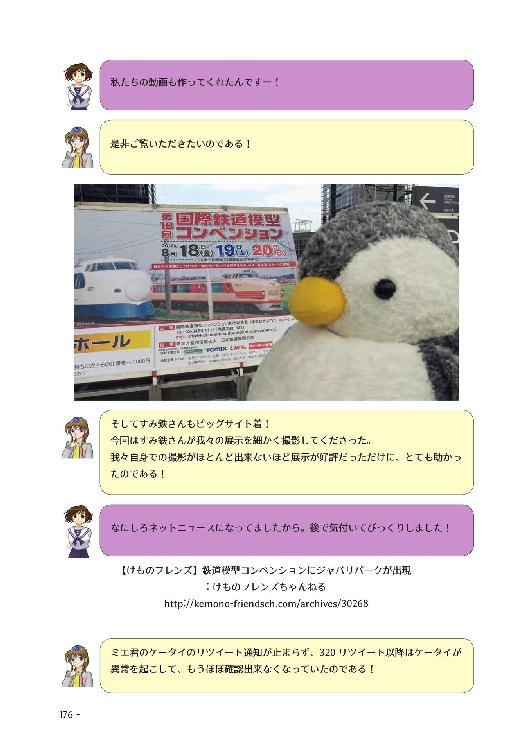 私たちの動画も作ってくれたんですー！
是非ご覧いただきたいのである！
第18回
国際鉄道模型
コンベンション
8月18(金)19(土)20(日)
ホール
TOMIX
そしてすみ鉄さんもビッグサイト着！
今回はすみ鉄さんが我々の展示を細かく撮影してくださった。
我々自身での撮影がほとんど出来ないほど展示が好評だっただけに、とても助かっ
たのである！
なにしろネットニュースになってましたから。後で気付いてびっくりしました！
【けものフレンズ】鉄道模型コンベンションにジャパリパークが出現
：けものフレンズちゃんねる
http://kemono-friendsch.com/archives/30268
ミエ君のケータイのリツイート通知が止まらず、320 リツイート以降はケータイが
異常を起こして、もうほぼ確認出来なくなっていたのである！
176 -